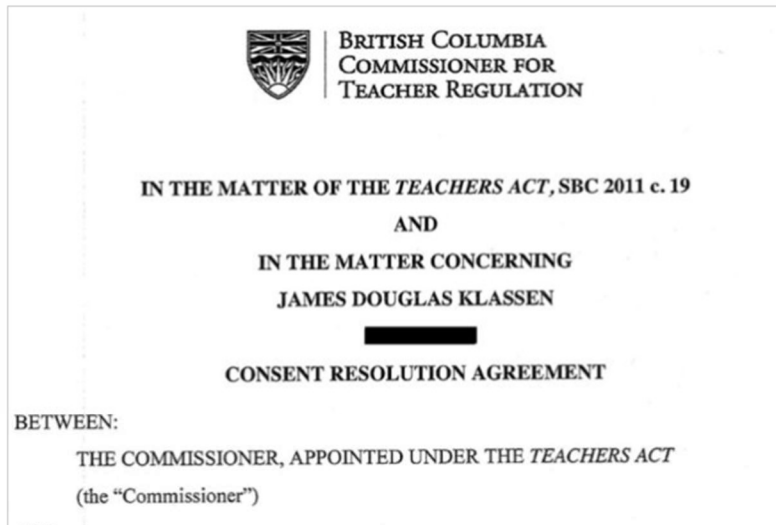 BRITISH COLUMBIA
COMMISSIONER FOR
TEACHER REGULATION
IN THE MATTER OF THE TEACHERS ACT, SBC 2011 c. 19
AND
IN THE MATTER CONCERNING
JAMES DOUGLAS KLASSEN
CONSENT RESOLUTION AGREEMENT
BETWEEN:
THE COMMISSIONER, APPOINTED UNDER THE TEACHERS ACT
(the “Commissioner”)